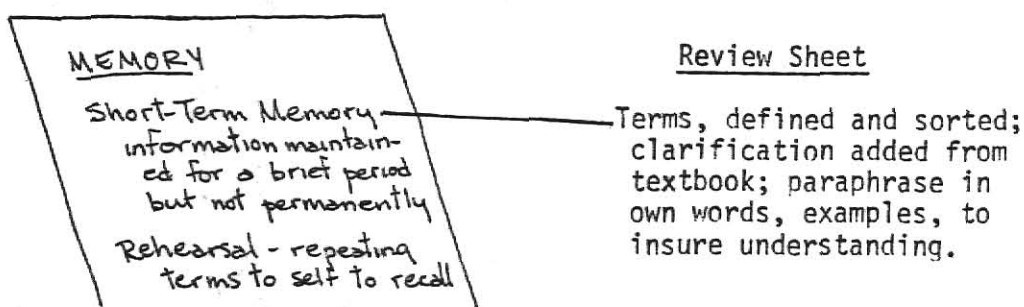 MEMORY
Short-Term Memory
information maintain-
ed for a brief period
but not permanently
Rehearsal - repeating
terms to self to recall
Review Sheet
Terms, defined and sorted;
clarification added from
textbook; paraphrase in
own words, examples, to
insure understanding.